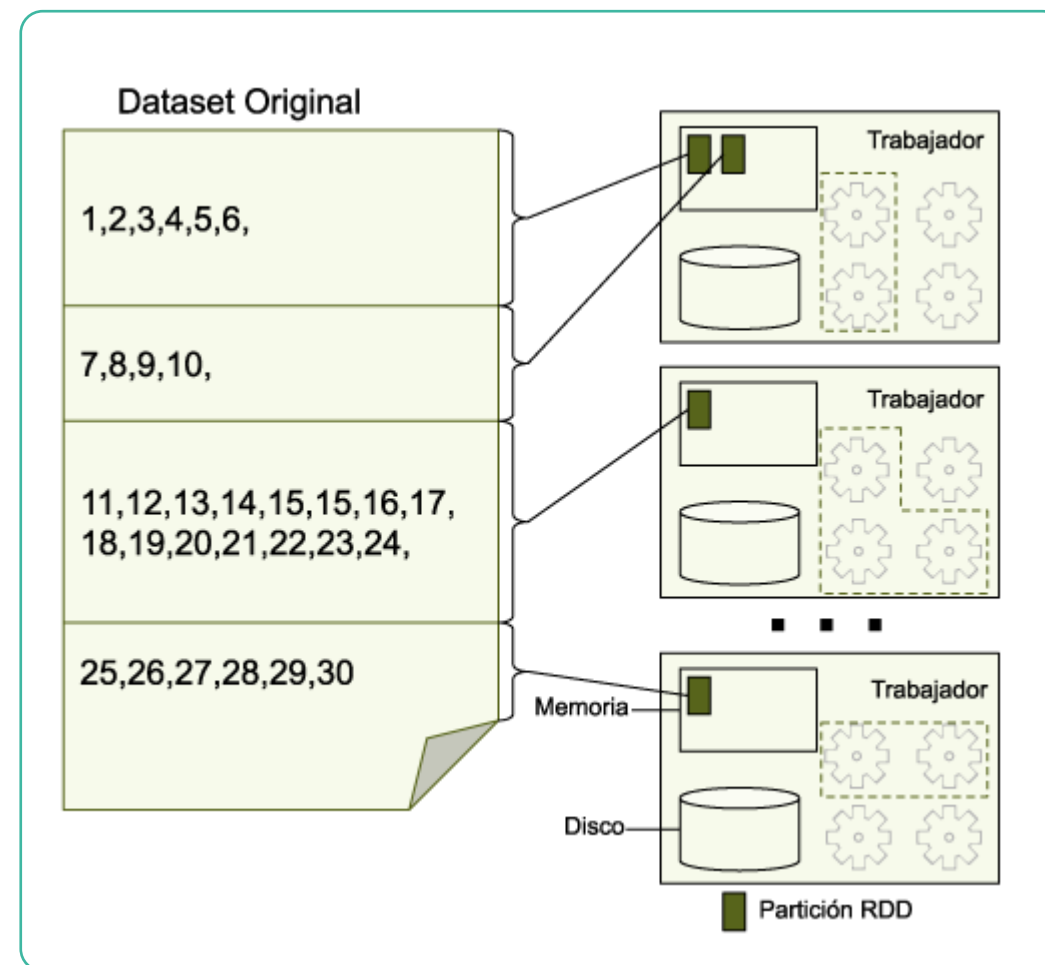 Dataset Original
1,2,3,4,5,6,
7,8,9,10,
11,12,13,14,15,15,16,17,
18,19,20,21,22,23,24,
25,26,27,28,29,30
Trabajador
Trabajador
Trabajador
Memoria
Disco
Partición RDD